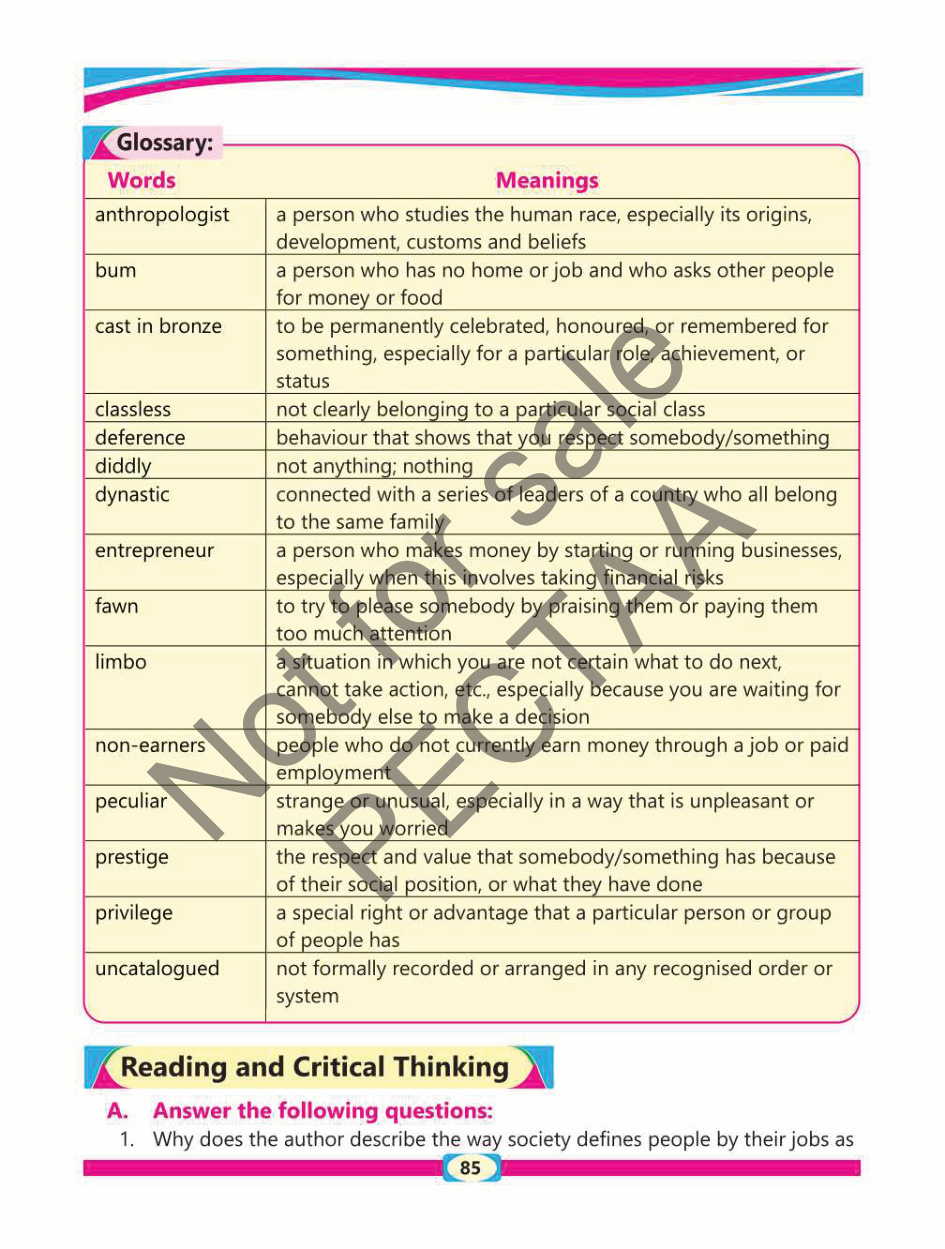 Glossary:
Words Meanings
anthropologist a person who studies the human race, especially its origins,
development, customs and beliefs
bum a person who has no home or job and who asks other people
for money or food
cast in bronze to be permanently celebrated, honoured, or remembered for
something, especially for a particular role, achievement, or
status
classless not clearly belonging to a particular social class
deference behaviour that shows that you respect somebody/something
diddly not anything; nothing
dynastic connected with a series of leaders of a country who all belong
to the same family
entrepreneur a person who makes money by starting or running businesses,
especially when this involves taking financial risks
fawn to try to please somebody by praising them or paying them
too much attention
limbo a situation in which you are not certain what to do next,
cannot take action, etc., especially because you are waiting for
somebody else to make a decision
non-earners people who do not currently earn money through a job or paid
employment
peculiar strange or unusual, especially in a way that is unpleasant or
makes you worried
prestige the respect and value that somebody/something has because
of their social position, or what they have done
privilege a special right or advantage that a particular person or group
of people has
uncatalogued not formally recorded or arranged in any recognised order or
system
Not for sale
PECTAA
Reading and Critical Thinking
A. Answer the following questions:
1. Why does the author describe the way society defines people by their jobs as
85